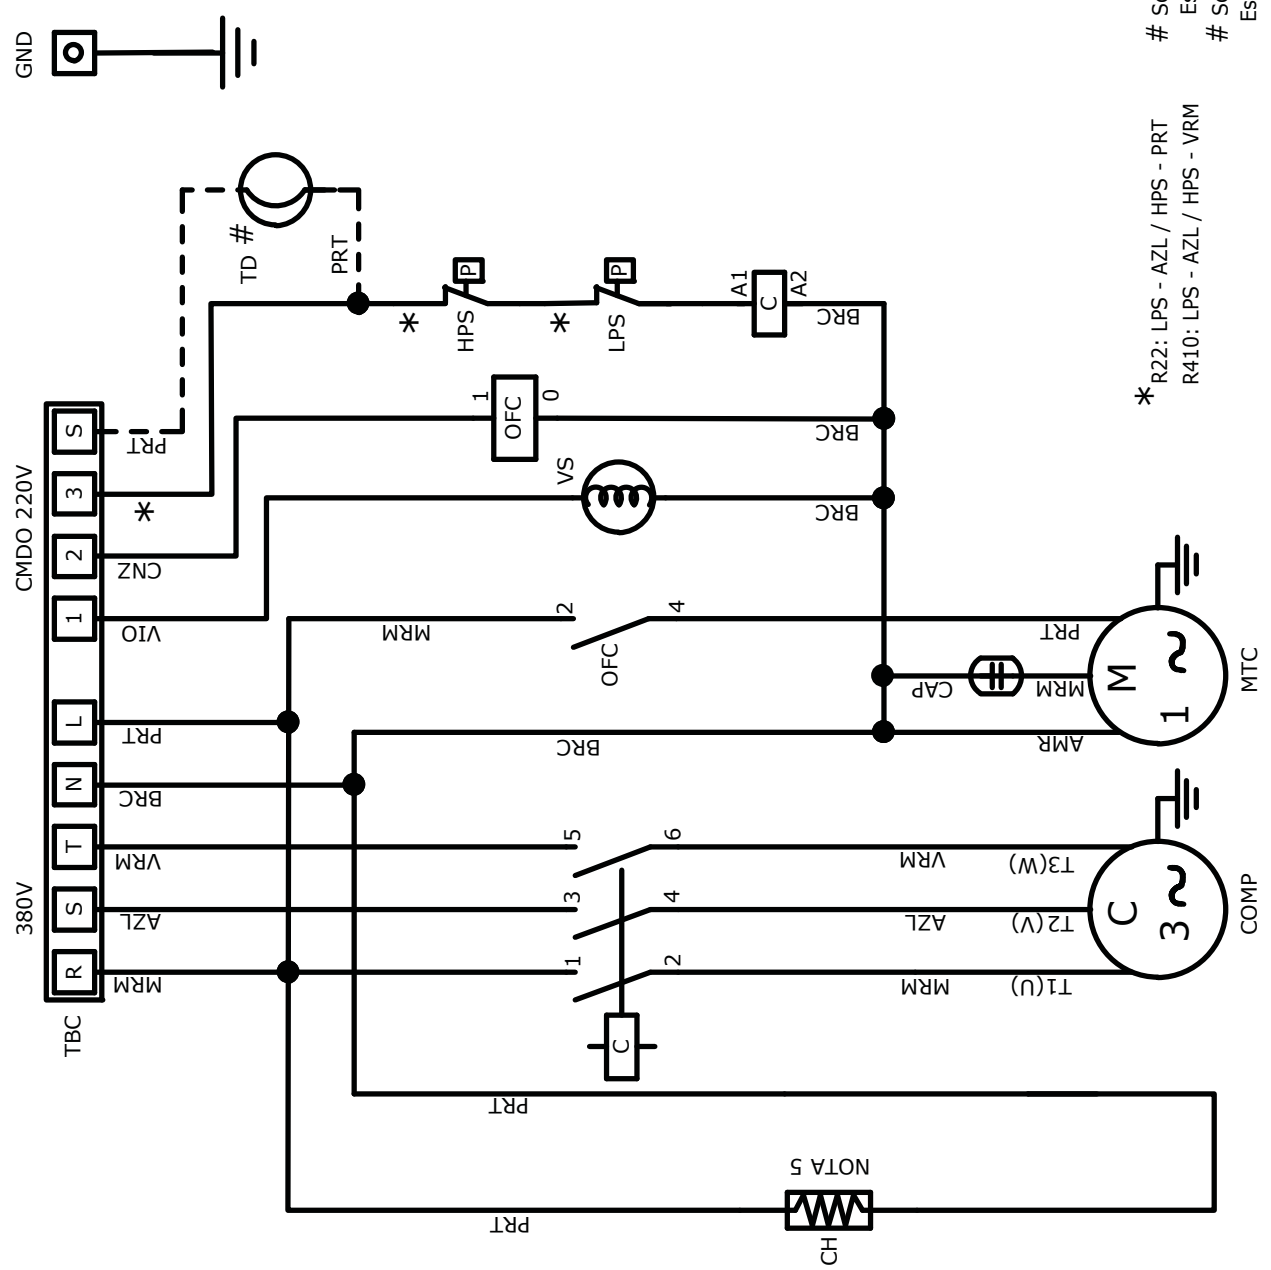 GND
TBC
380V
CMDO 220V
R
S
T
N
L
1
2
3
S
MRM
AZL
VRM
BRC
PRT
VIO
CNZ
*
PRT
TD #
PRT
*
HPS
P
*
LPS
P
A1
C
A2
BRC
1
OFC
0
BRC
VS
BRC
MRM
2
OFC
4
PRT
CAP
MRM
BRC
AMR
M
1 ~
MTC
5
6
VRM
T3(W)
3
4
AZL
T2(V)
1
2
MRM
T1(U)
C
C
3 ~
COMP
PRT
PRT
NOTA 5
CH
* R22: LPS - AZL / HPS - PRT
R410: LPS - AZL / HPS - VRM
#
Es
#
Es